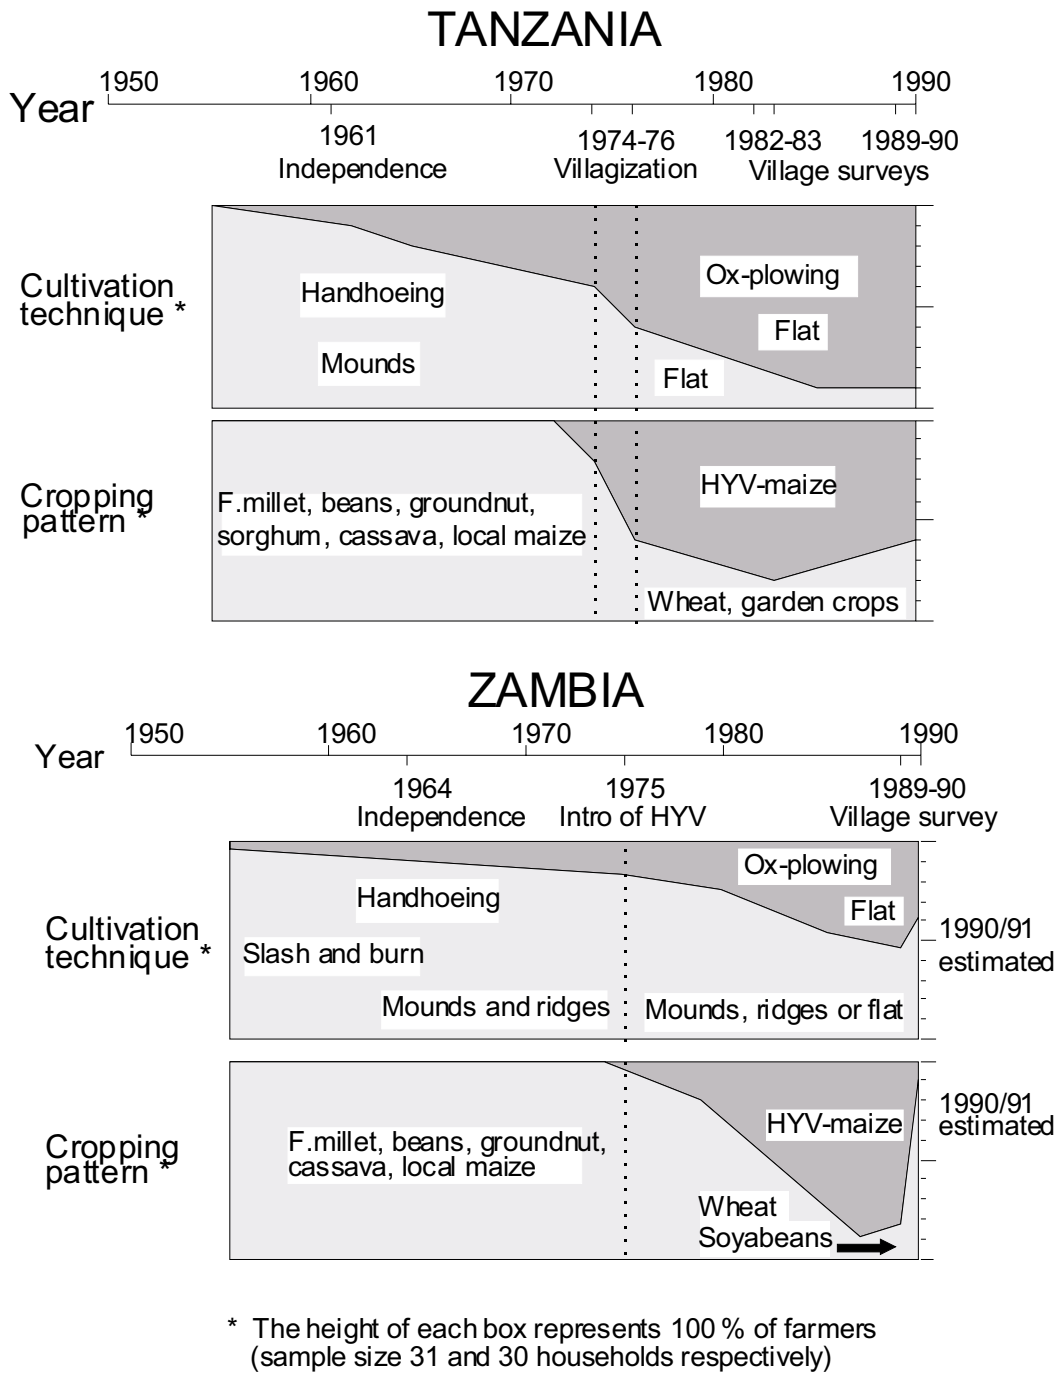 TANZANIA
1950 1960 1970 1980 1990
Year
1961 1974-76 1982-83 1989-90
Independence Villagization Village surveys
Cultivation
technique *
Handhoeing
Mounds
Ox-plowing
Flat
Flat
Cropping
pattern *
F.millet, beans, groundnut,
sorghum, cassava, local maize
HYV-maize
Wheat, garden crops
ZAMBIA
1950 1960 1970 1980 1990
Year
1964 1975 1989-90
Independence Intro of HYV Village survey
Cultivation
technique *
Handhoeing
Slash and burn
Mounds and ridges
Ox-plowing
Flat
Mounds, ridges or flat
1990/91
estimated
Cropping
pattern *
F.millet, beans, groundnut,
cassava, local maize
HYV-maize
Wheat
Soyabeans
1990/91
estimated
* The height of each box represents 100 % of farmers
(sample size 31 and 30 households respectively)